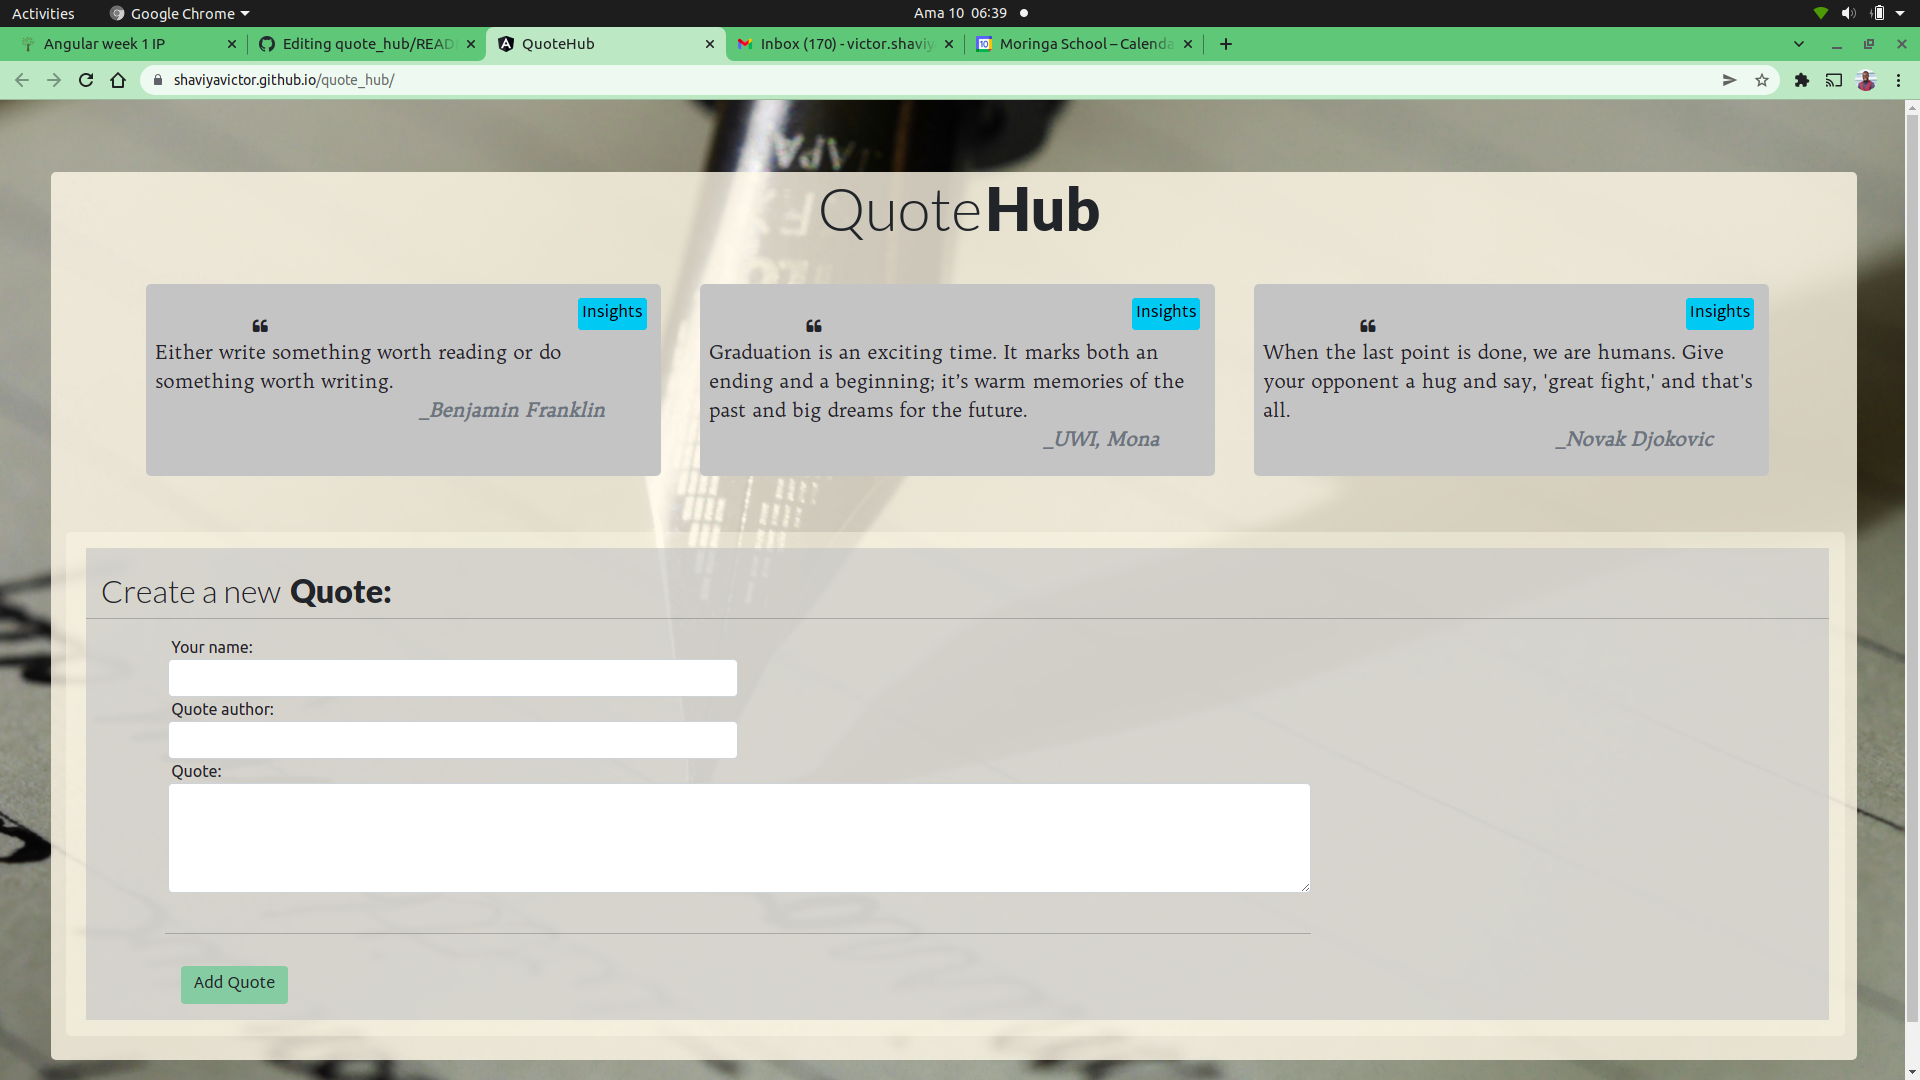 Activities
Google Chrome
Ama 10 06:39
Angular week 1 IP
Editing quote_hub/READ
QuoteHub
Inbox (170) - victor.shaviy
Moringa School – Calenda
shaviyavictor.github.io/quote_hub/
QuoteHub
Insights
❝
Either write something worth reading or do
something worth writing.
_Benjamin Franklin
Insights
❝
Graduation is an exciting time. It marks both an
ending and a beginning; it’s warm memories of the
past and big dreams for the future.
_UWI, Mona
Insights
❝
When the last point is done, we are humans. Give
your opponent a hug and say, 'great fight,' and that's
all.
_Novak Djokovic
Create a new Quote:
Your name:
Quote author:
Quote:
Add Quote